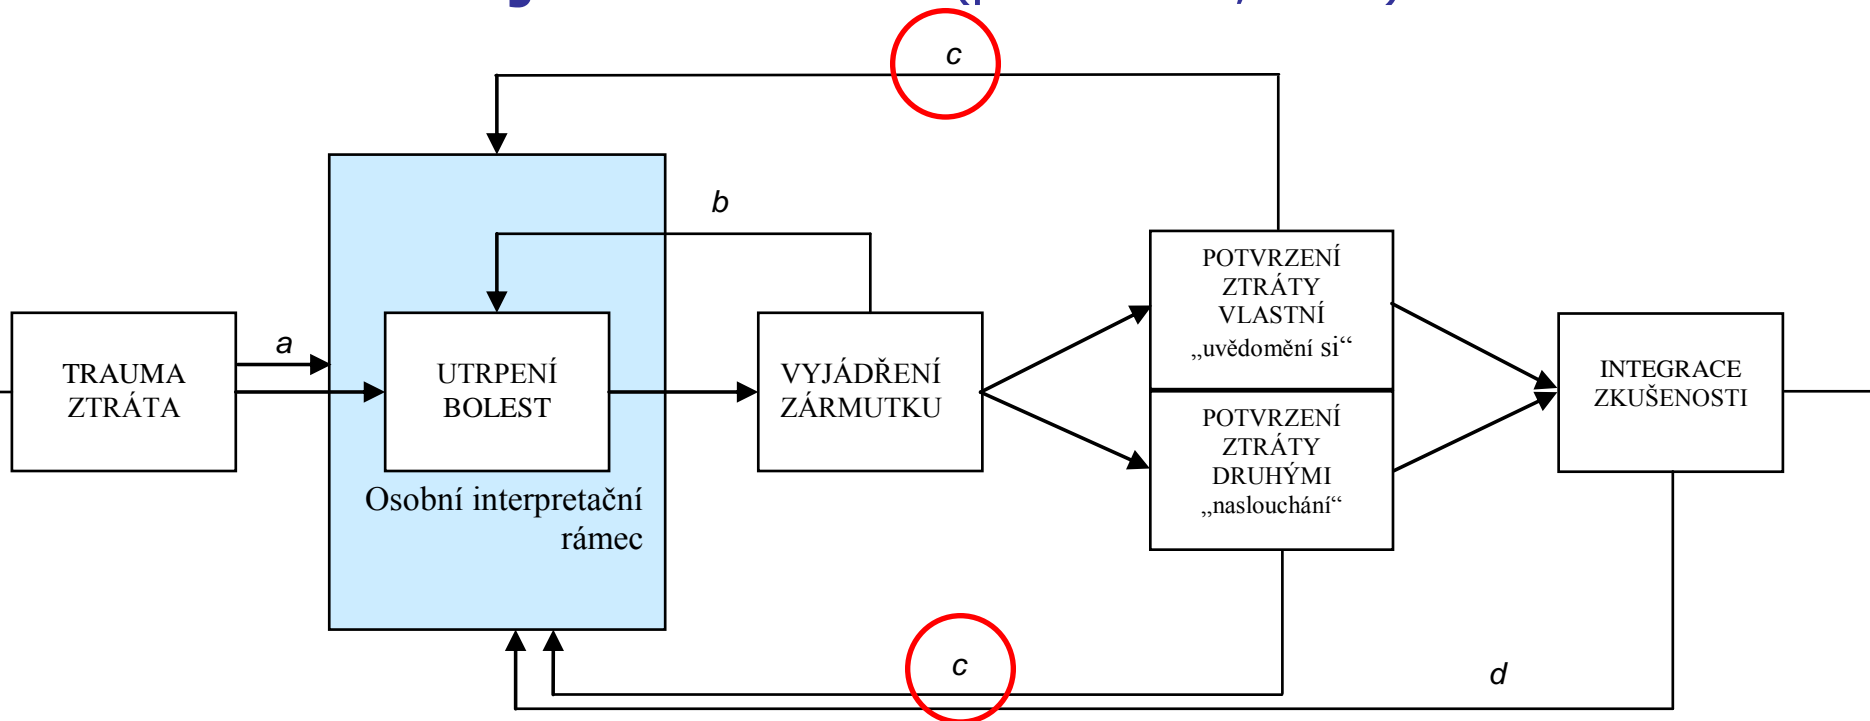 c
b
a
TRAUMA
ZTRÁTA
UTRPENÍ
BOLEST
Osobní interpretační
rámec
VYJÁDŘENÍ
ZÁRMUTKU
POTVRZENÍ
ZTRÁTY
VLASTNÍ
„uvědomění si“
POTVRZENÍ
ZTRÁTY
DRUHÝMI
„naslouchání“
INTEGRACE
ZKUŠENOSTI
c
d